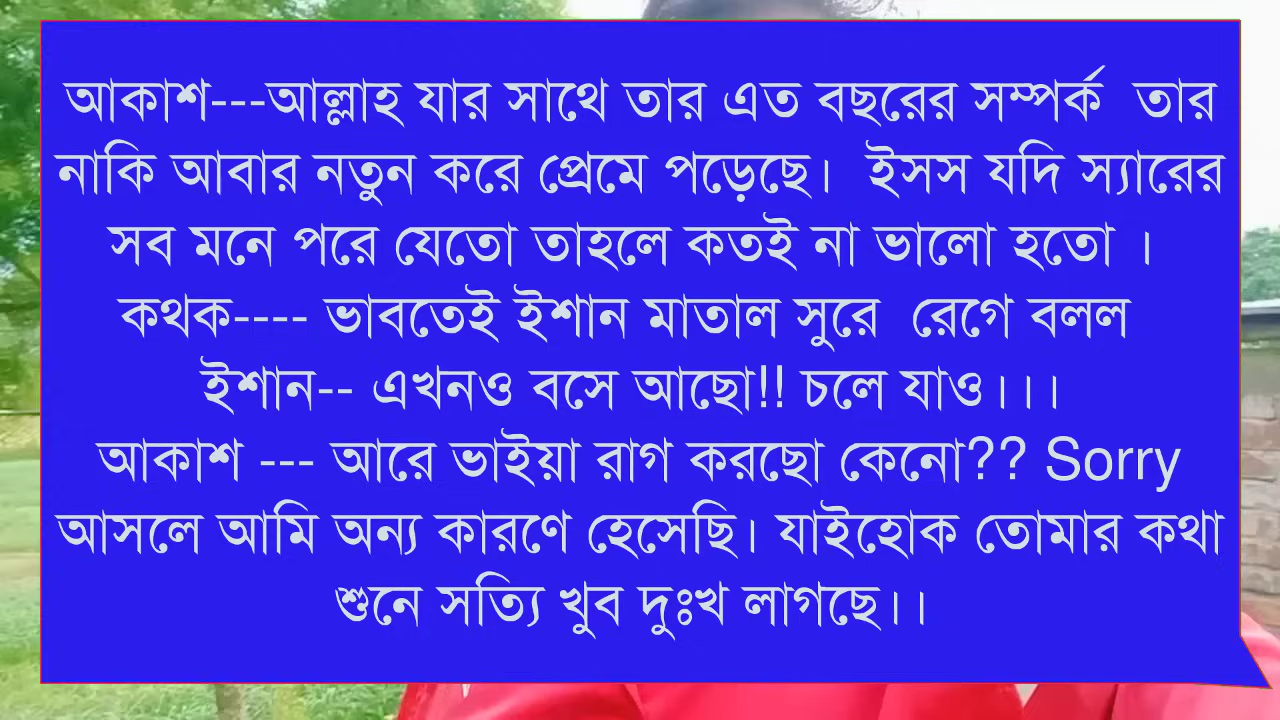 আকাশ---আল্লাহ যার সাথে তার এত বছরের সম্পর্ক তার
নাকি আবার নতুন করে প্রেমে পড়েছে। ইসস যদি স্যারের
সব মনে পরে যেতো তাহলে কতই না ভালো হতো ।
কথক---- ভাবতেই ইশান মাতাল সুরে রেগে বলল
ইশান-- এখনও বসে আছো!! চলে যাও।।।
আকাশ --- আরে ভাইয়া রাগ করছো কেনো?? Sorry
আসলে আমি অন্য কারণে হেসেছি। যাইহোক তোমার কথা
শুনে সত্যি খুব দুঃখ লাগছে।।